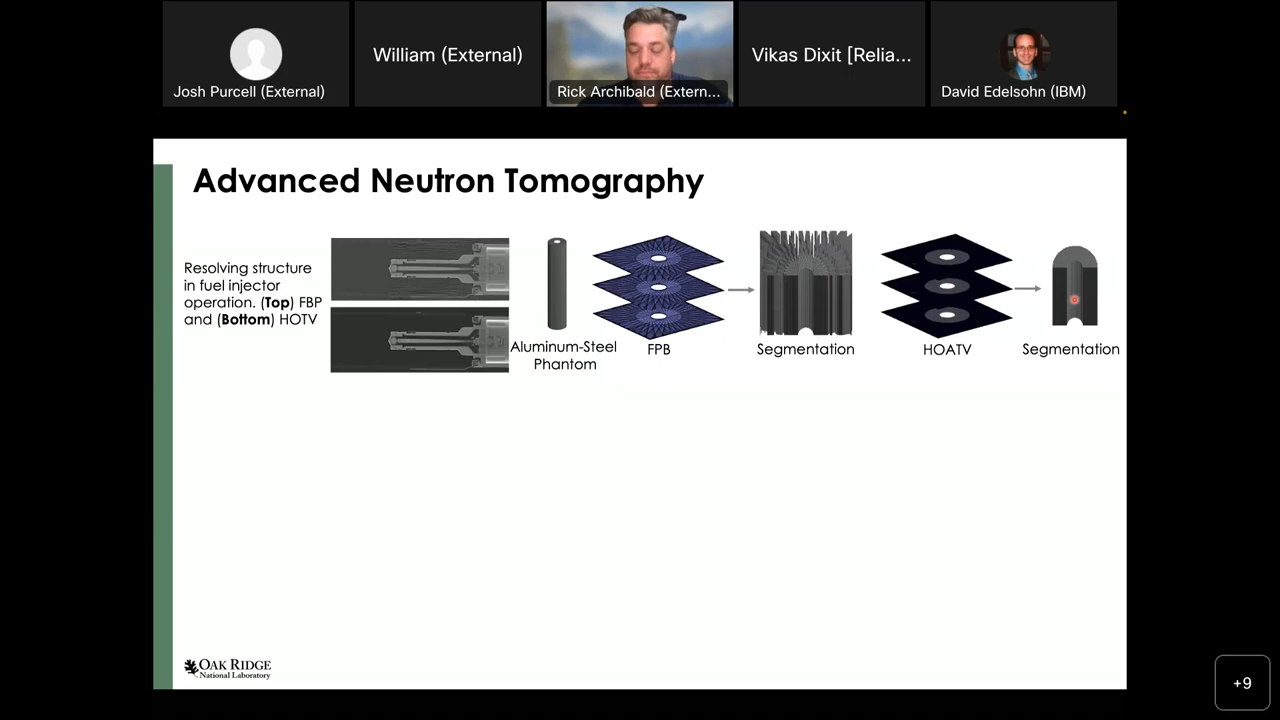 Josh Purcell (External)
William (External)
Rick Archibald (Extern...
Vikas Dixit [Relia...
David Edelsohn (IBM)
Advanced Neutron Tomography
Resolving structure
in fuel injector
operation. (Top) FBP
and (Bottom) HOTV
Aluminum-Steel
Phantom
FPB
Segmentation
HOATV
Segmentation
OAK RIDGE
National Laboratory
+9